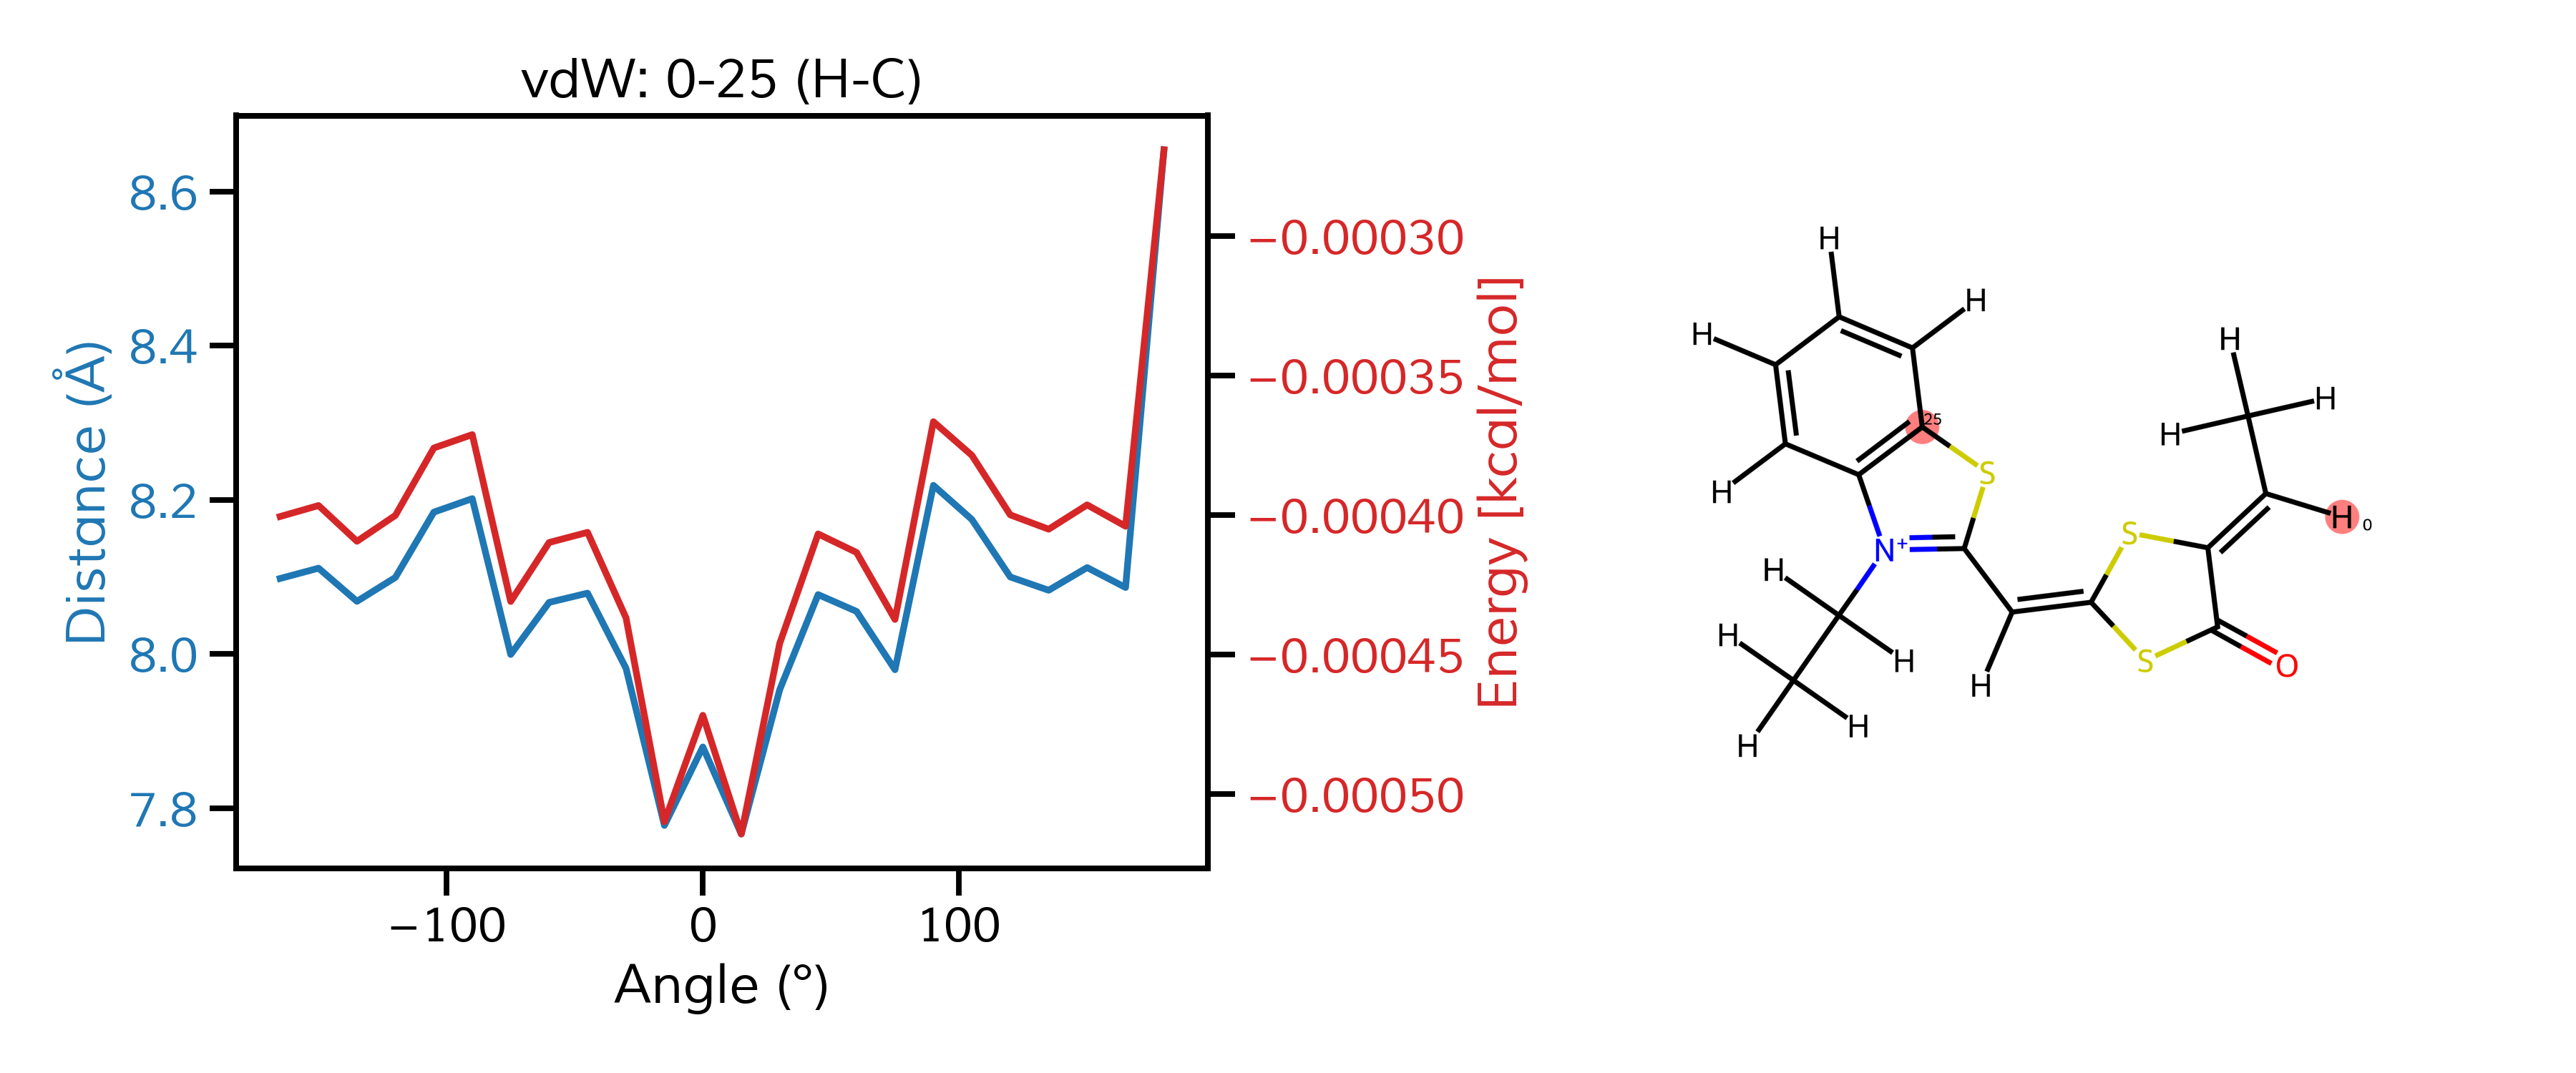 vdW: 0-25 (H-C)
8.6
8.4
8.2
8.0
7.8
Distance (Å)
−100
0
100
Angle (°)
−0.00030
−0.00035
−0.00040
−0.00045
−0.00050
Energy [kcal/mol]
H
H
H
H
25
S
N+
H
H
H
H
H
H
S
S
O
H
H
H
H 0